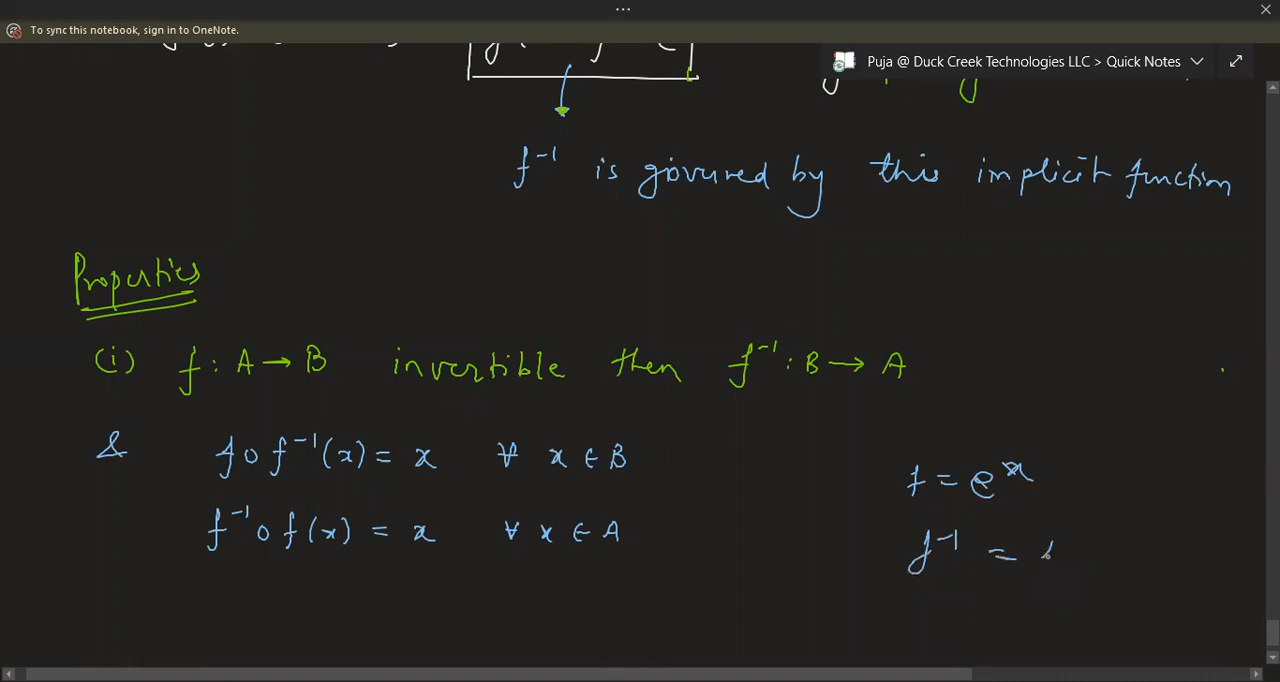 To sync this notebook, sign in to OneNote.
Puja @ Duck Creek Technologies LLC > Quick Notes
f⁻¹ is govured by this implicit function
Properties
(i) f : A → B invertible then f⁻¹ : B → A
& f o f⁻¹(x) = x ∀ x ∈ B
f⁻¹ o f(x) = x ∀ x ∈ A
f = eˣ
f⁻¹ =